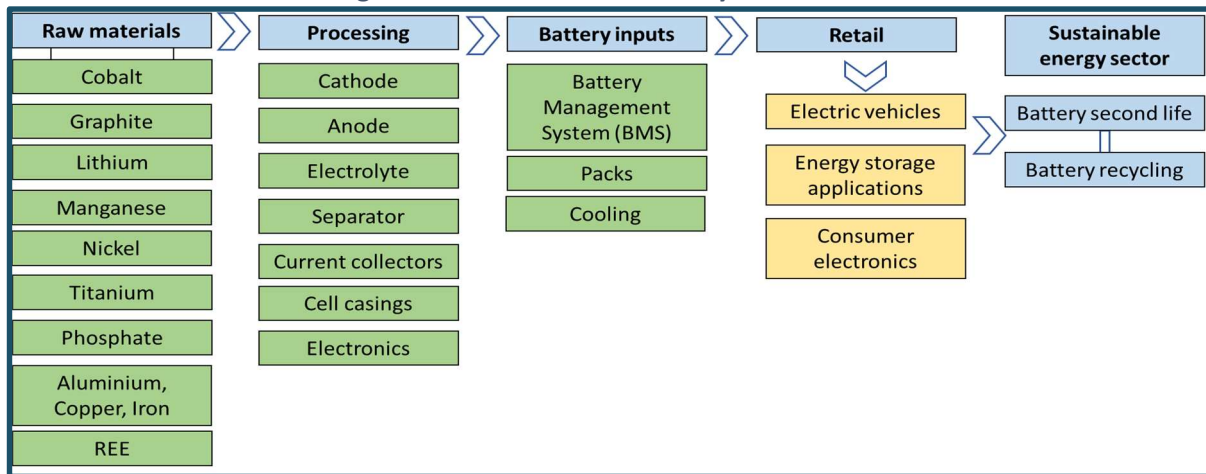 Raw materials
Cobalt
Graphite
Lithium
Manganese
Nickel
Titanium
Phosphate
Aluminium,
Copper, Iron
REE
Processing
Cathode
Anode
Electrolyte
Separator
Current collectors
Cell casings
Electronics
Battery inputs
Battery
Management
System (BMS)
Packs
Cooling
Retail
Electric vehicles
Energy storage
applications
Consumer
electronics
Sustainable
energy sector
Battery second life
Battery recycling